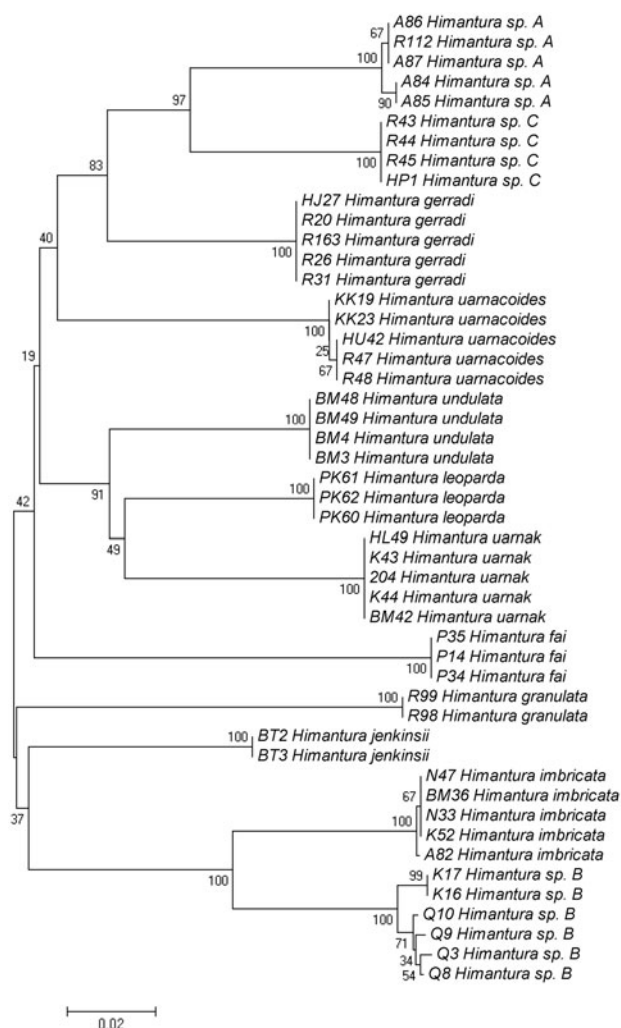 A86 Himantura sp. A
67
R112 Himantura sp. A
A87 Himantura sp. A
100
A84 Himantura sp. A
90
A85 Himantura sp. A
97
R43 Himantura sp. C
R44 Himantura sp. C
R45 Himantura sp. C
100
HP1 Himantura sp. C
83
HJ27 Himantura gerradi
R20 Himantura gerradi
R163 Himantura gerradi
100
R26 Himantura gerradi
R31 Himantura gerradi
40
KK19 Himantura uarnacoides
KK23 Himantura uarnacoides
100
HU42 Himantura uarnacoides
25
R47 Himantura uarnacoides
67
R48 Himantura uarnacoides
19
BM48 Himantura undulata
100
BM49 Himantura undulata
BM4 Himantura undulata
BM3 Himantura undulata
91
PK61 Himantura leoparda
100
PK62 Himantura leoparda
PK60 Himantura leoparda
42
49
HL49 Himantura uarnak
K43 Himantura uarnak
204 Himantura uarnak
100
K44 Himantura uarnak
BM42 Himantura uarnak
P35 Himantura fai
P14 Himantura fai
100
P34 Himantura fai
100
R99 Himantura granulata
R98 Himantura granulata
100
BT2 Himantura jenkinsii
BT3 Himantura jenkinsii
37
N47 Himantura imbricata
67
BM36 Himantura imbricata
N33 Himantura imbricata
100
K52 Himantura imbricata
A82 Himantura imbricata
100
99
K17 Himantura sp. B
K16 Himantura sp. B
100
Q10 Himantura sp. B
71
Q9 Himantura sp. B
34
Q3 Himantura sp. B
54
Q8 Himantura sp. B
0.02